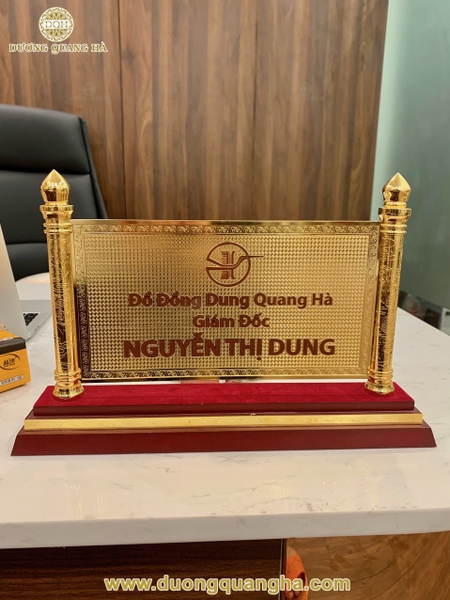 DƯƠNG QUANG HÀ
Đồ Đồng Dung Quang Hà
Giám Đốc
NGUYỄN THỊ DUNG
www.duongquangha.com